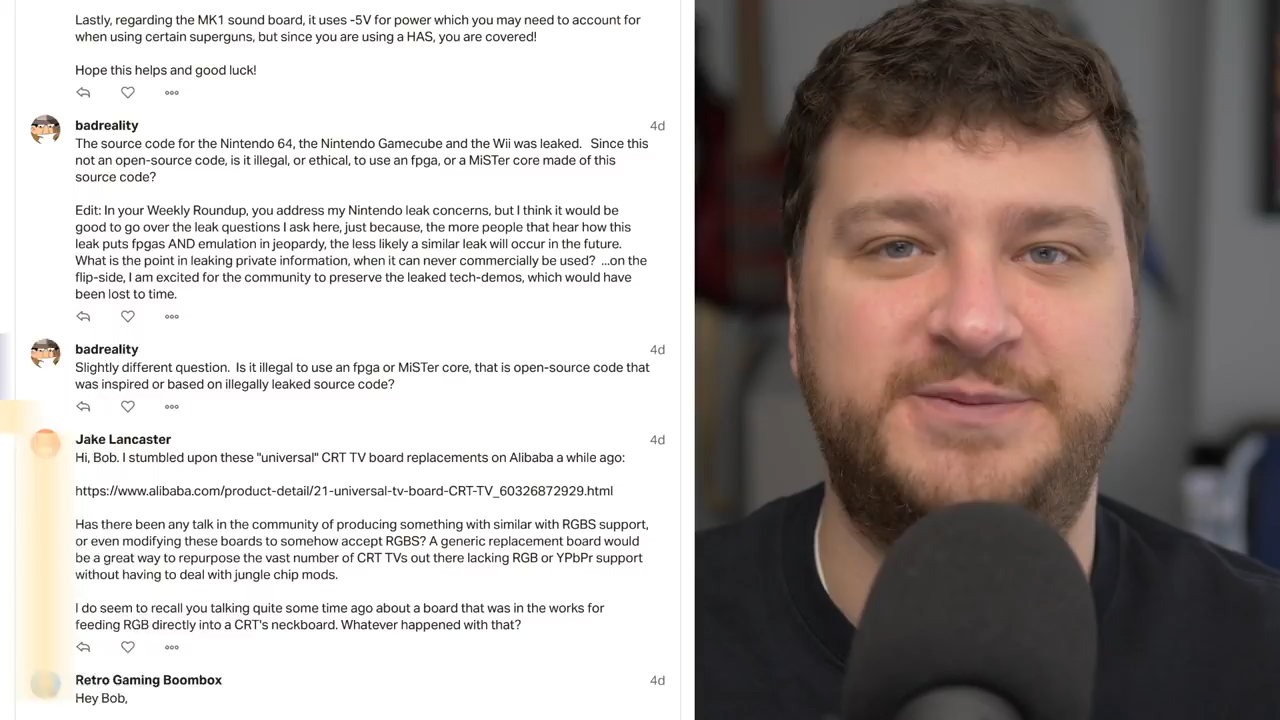 Lastly, regarding the MK1 sound board, it uses -5V for power which you may need to account for
when using certain superguns, but since you are using a HAS, you are covered!
Hope this helps and good luck!
badreality
4d
The source code for the Nintendo 64, the Nintendo Gamecube and the Wii was leaked. Since this
not an open-source code, is it illegal, or ethical, to use an fpga, or a MiSTer core made of this
source code?
Edit: In your Weekly Roundup, you address my Nintendo leak concerns, but I think it would be
good to go over the leak questions I ask here, just because, the more people that hear how this
leak puts fpgas AND emulation in jeopardy, the less likely a similar leak will occur in the future.
What is the point in leaking private information, when it can never commercially be used? ...on the
flip-side, I am excited for the community to preserve the leaked tech-demos, which would have
been lost to time.
badreality
4d
Slightly different question. Is it illegal to use an fpga or MiSTer core, that is open-source code that
was inspired or based on illegally leaked source code?
Jake Lancaster
4d
Hi, Bob. I stumbled upon these "universal" CRT TV board replacements on Alibaba a while ago:
https://www.alibaba.com/product-detail/21-universal-tv-board-CRT-TV_60326872929.html
Has there been any talk in the community of producing something with similar with RGBS support,
or even modifying these boards to somehow accept RGBS? A generic replacement board would
be a great way to repurpose the vast number of CRT TVs out there lacking RGB or YPbPr support
without having to deal with jungle chip mods.
I do seem to recall you talking quite some time ago about a board that was in the works for
feeding RGB directly into a CRT's neckboard. Whatever happened with that?
Retro Gaming Boombox
4d
Hey Bob,